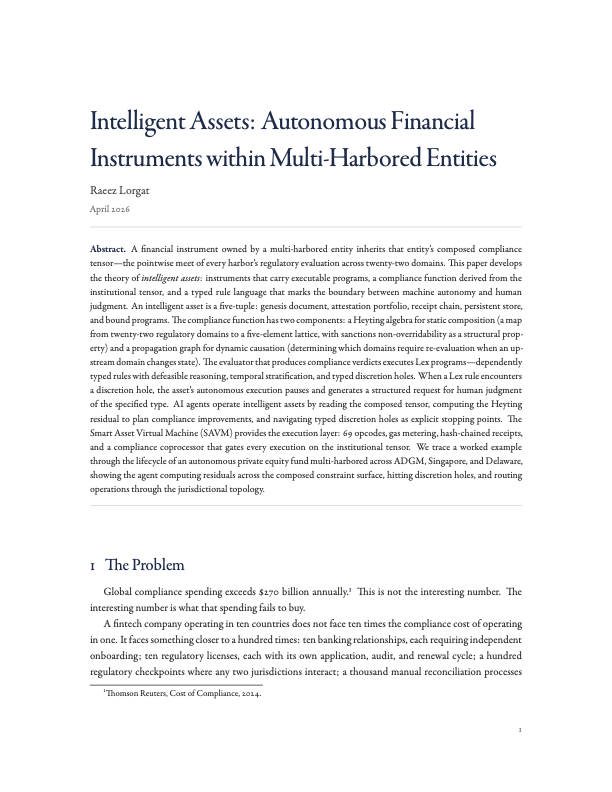 Intelligent Assets: Autonomous Financial
Instruments within Multi-Harbored Entities
Raeez Lorgat
April 2026
Abstract. A financial instrument owned by a multi-harbored entity inherits that entity's composed compliance
tensor—the pointwise meet of every harbor's regulatory evaluation across twenty-two domains. This paper develops
the theory of intelligent assets: instruments that carry executable programs, a compliance function derived from the
institutional tensor, and a typed rule language that marks the boundary between machine autonomy and human
judgment. An intelligent asset is a five-tuple: genesis document, attestation portfolio, receipt chain, persistent store,
and bound programs. The compliance function has two components: a Heyting algebra for static composition (a map
from twenty-two regulatory domains to a five-element lattice, with sanctions non-overridability as a structural prop-
erty) and a propagation graph for dynamic causation (determining which domains require re-evaluation when an up-
stream domain changes state). The evaluator that produces compliance verdicts executes Lex programs—dependently
typed rules with defeasible reasoning, temporal stratification, and typed discretion holes. When a Lex rule encounters
a discretion hole, the asset's autonomous execution pauses and generates a structured request for human judgment
of the specified type. AI agents operate intelligent assets by reading the composed tensor, computing the Heyting
residual to plan compliance improvements, and navigating typed discretion holes as explicit stopping points. The
Smart Asset Virtual Machine (SAVM) provides the execution layer: 69 opcodes, gas metering, hash-chained receipts,
and a compliance coprocessor that gates every execution on the institutional tensor. We trace a worked example
through the lifecycle of an autonomous private equity fund multi-harbored across ADGM, Singapore, and Delaware,
showing the agent computing residuals across the composed constraint surface, hitting discretion holes, and routing
operations through the jurisdictional topology.
1 The Problem
Global compliance spending exceeds $270 billion annually.¹ This is not the interesting number. The
interesting number is what that spending fails to buy.
A fintech company operating in ten countries does not face ten times the compliance cost of operating
in one. It faces something closer to a hundred times: ten banking relationships, each requiring independent
onboarding; ten regulatory licenses, each with its own application, audit, and renewal cycle; a hundred
regulatory checkpoints where any two jurisdictions interact; a thousand manual reconciliation processes
¹Thomson Reuters, Cost of Compliance, 2024.
1